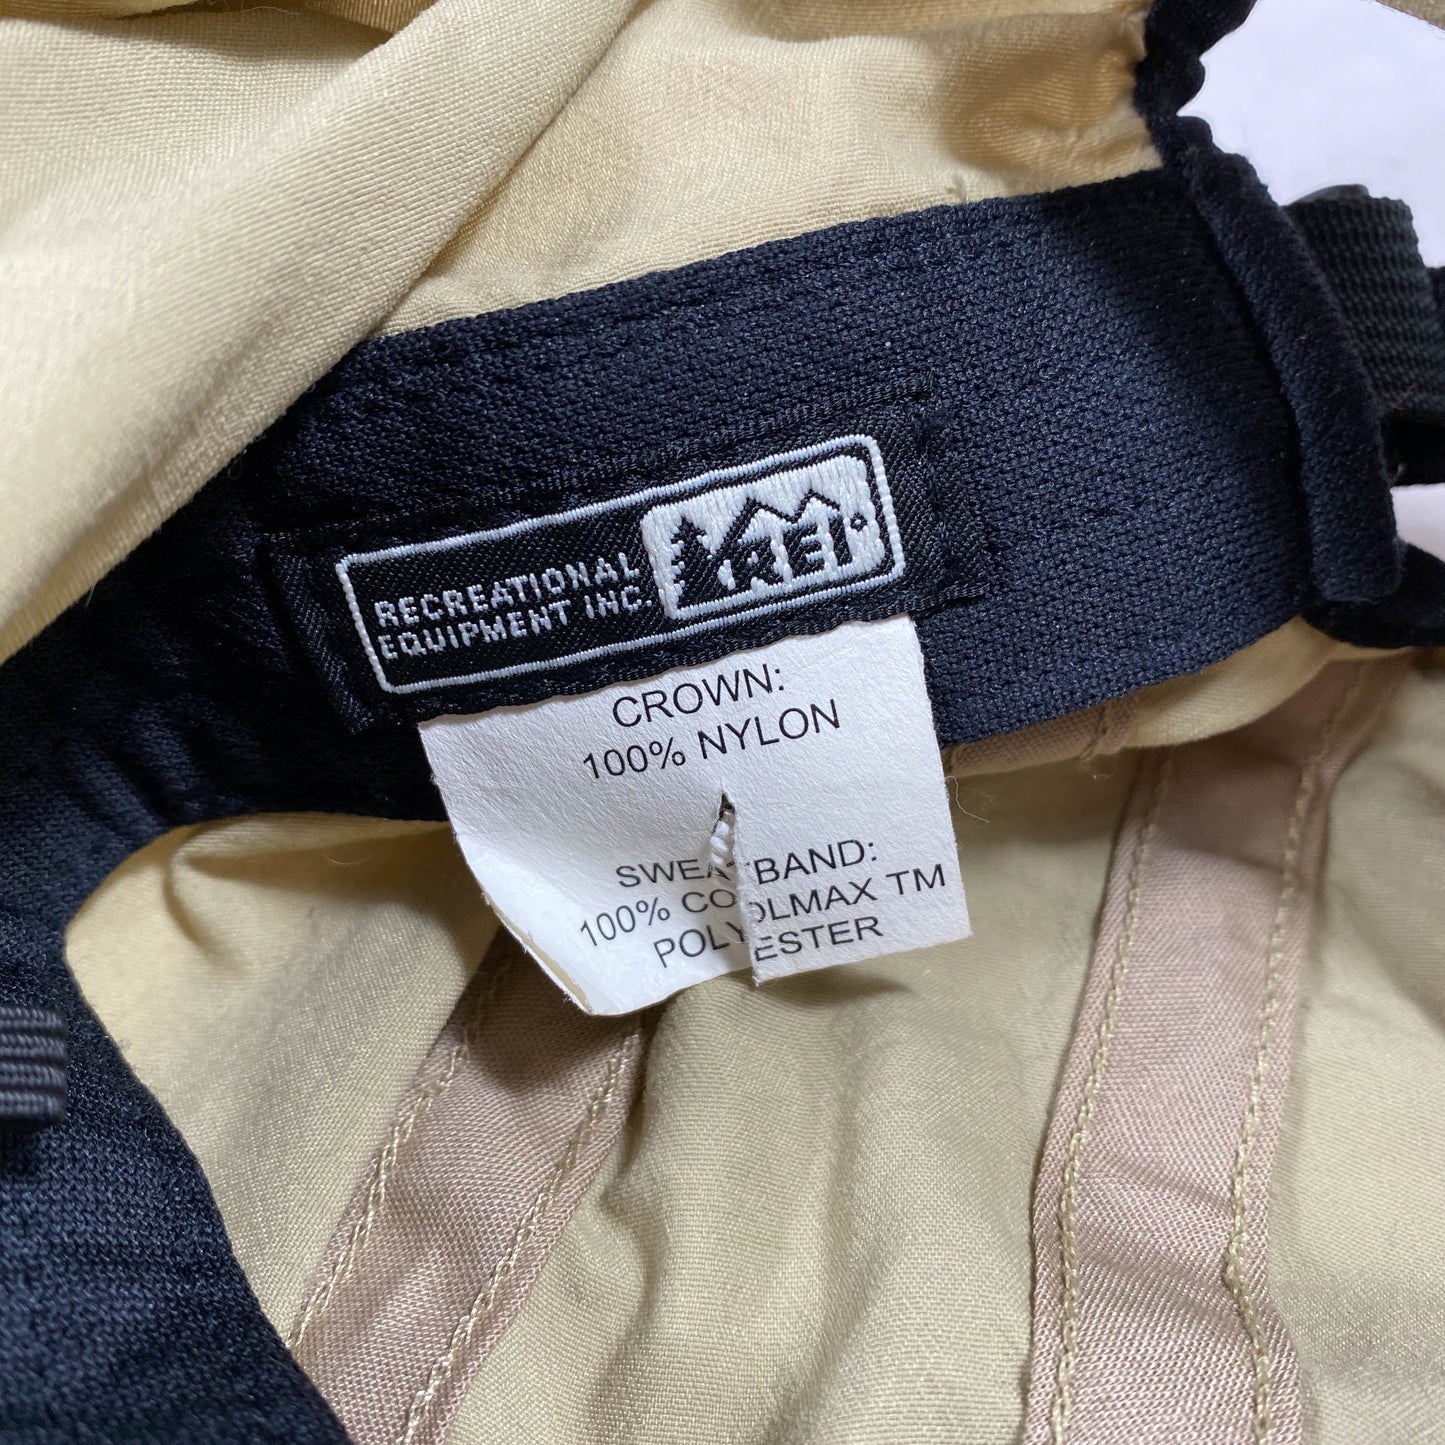 RECREATIONAL
EQUIPMENT INC.
REI
CROWN:
100% NYLON
SWEATBAND:
100% COOLMAX TM
POLYESTER